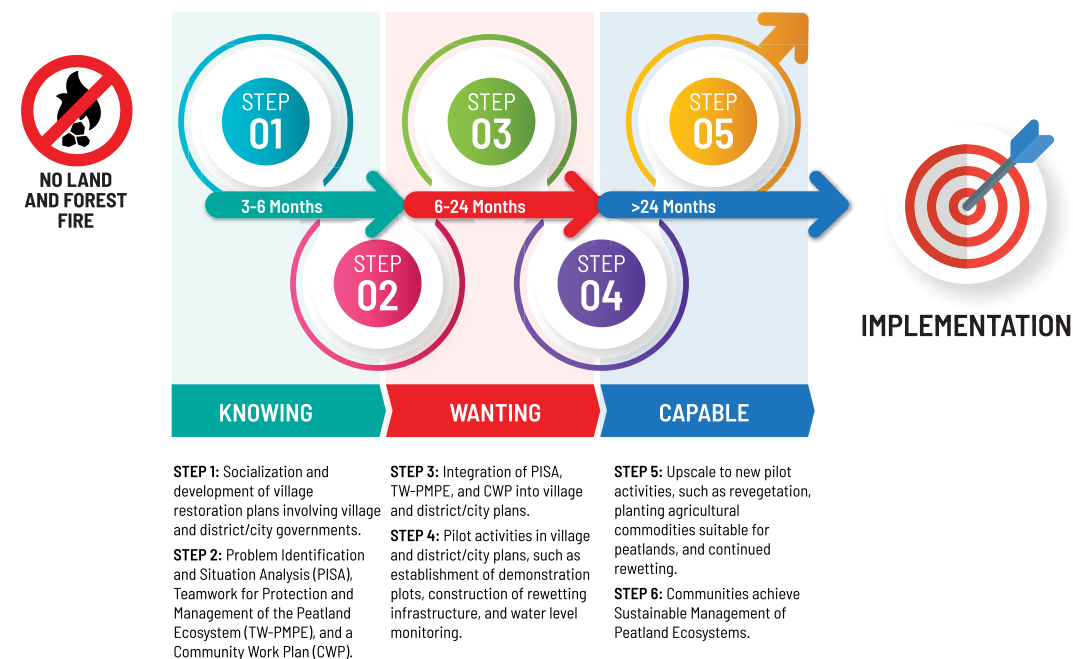 NO LAND
AND FOREST
FIRE
STEP
01
STEP
03
STEP
05
3-6 Months
6-24 Months
>24 Months
STEP
02
STEP
04
IMPLEMENTATION
KNOWING
WANTING
CAPABLE
STEP 1: Socialization and
development of village
restoration plans involving village
and district/city governments.
STEP 2: Problem Identification
and Situation Analysis (PISA),
Teamwork for Protection and
Management of the Peatland
Ecosystem (TW-PMPE), and a
Community Work Plan (CWP).
STEP 3: Integration of PISA,
TW-PMPE, and CWP into village
and district/city plans.
STEP 4: Pilot activities in village
and district/city plans, such as
establishment of demonstration
plots, construction of rewetting
infrastructure, and water level
monitoring.
STEP 5: Upscale to new pilot
activities, such as revegetation,
planting agricultural
commodities suitable for
peatlands, and continued
rewetting.
STEP 6: Communities achieve
Sustainable Management of
Peatland Ecosystems.